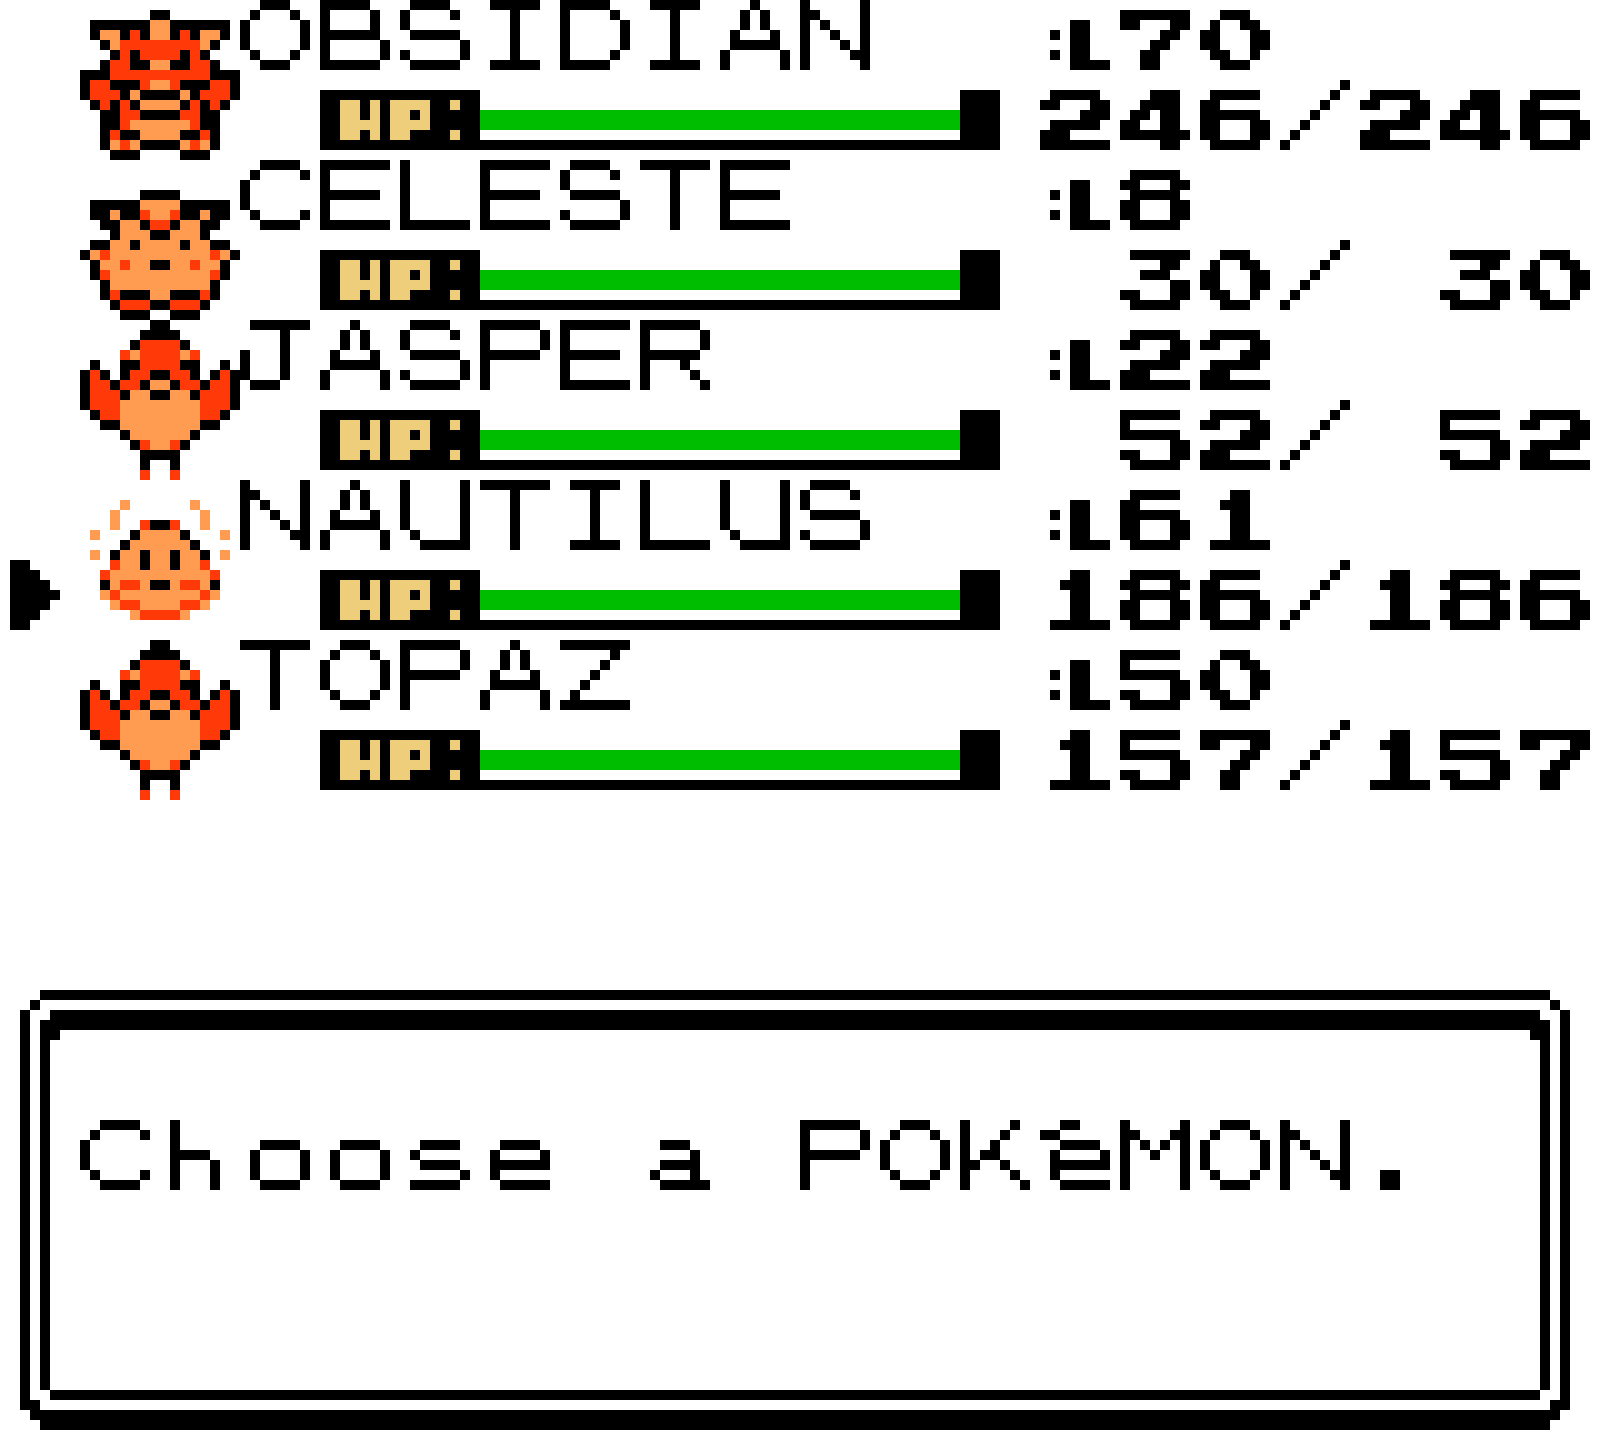 OBSIDIAN :L70
HP: 246/246
CELESTE :L8
HP: 30/ 30
JASPER :L22
HP: 52/ 52
NAUTILUS :L61
HP: 186/186
TOPAZ :L50
HP: 157/157
Choose a POKéMON.